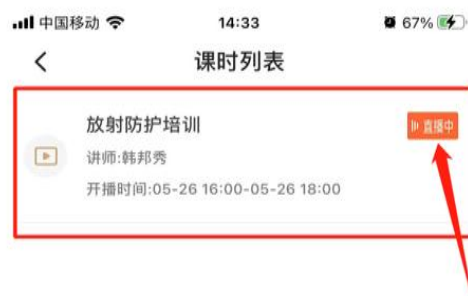 中国移动 14:33 67%
课时列表
放射防护培训 直播中
讲师:韩邦秀
开播时间:05-26 16:00-05-26 18:00